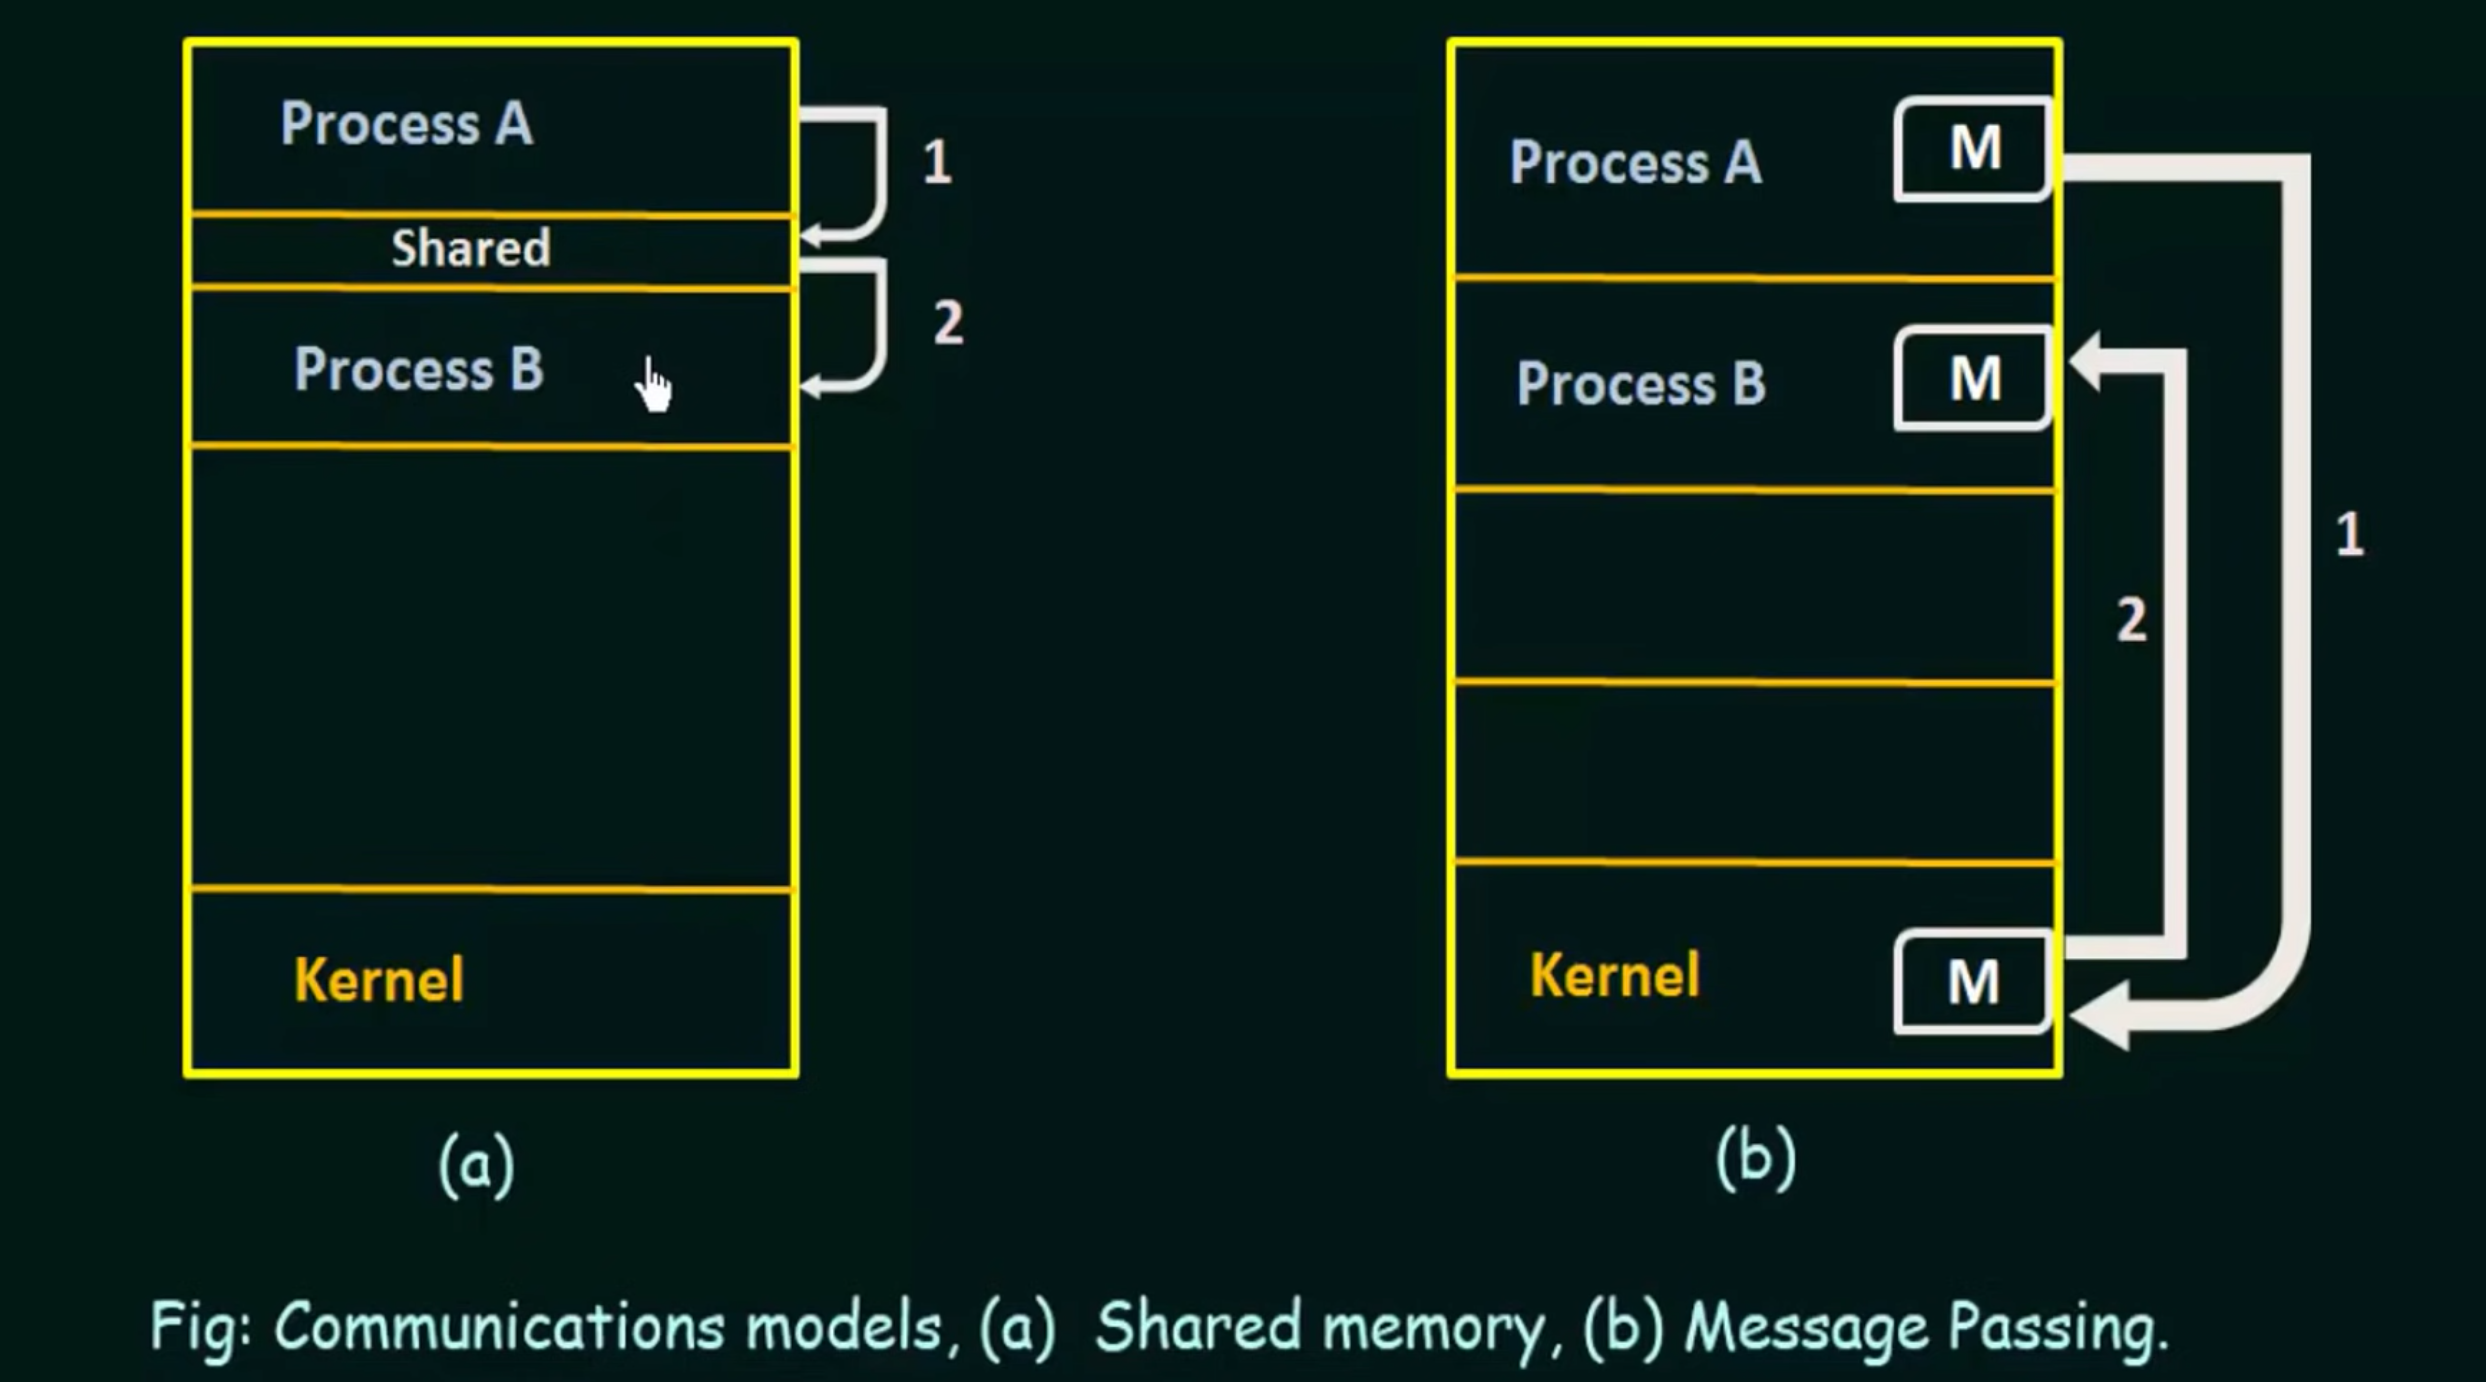 Process A
1
Shared
2
Process B
Kernel
(a)
Process A
M
Process B
M
1
2
Kernel
M
(b)
Fig: Communications models, (a) Shared memory, (b) Message Passing.